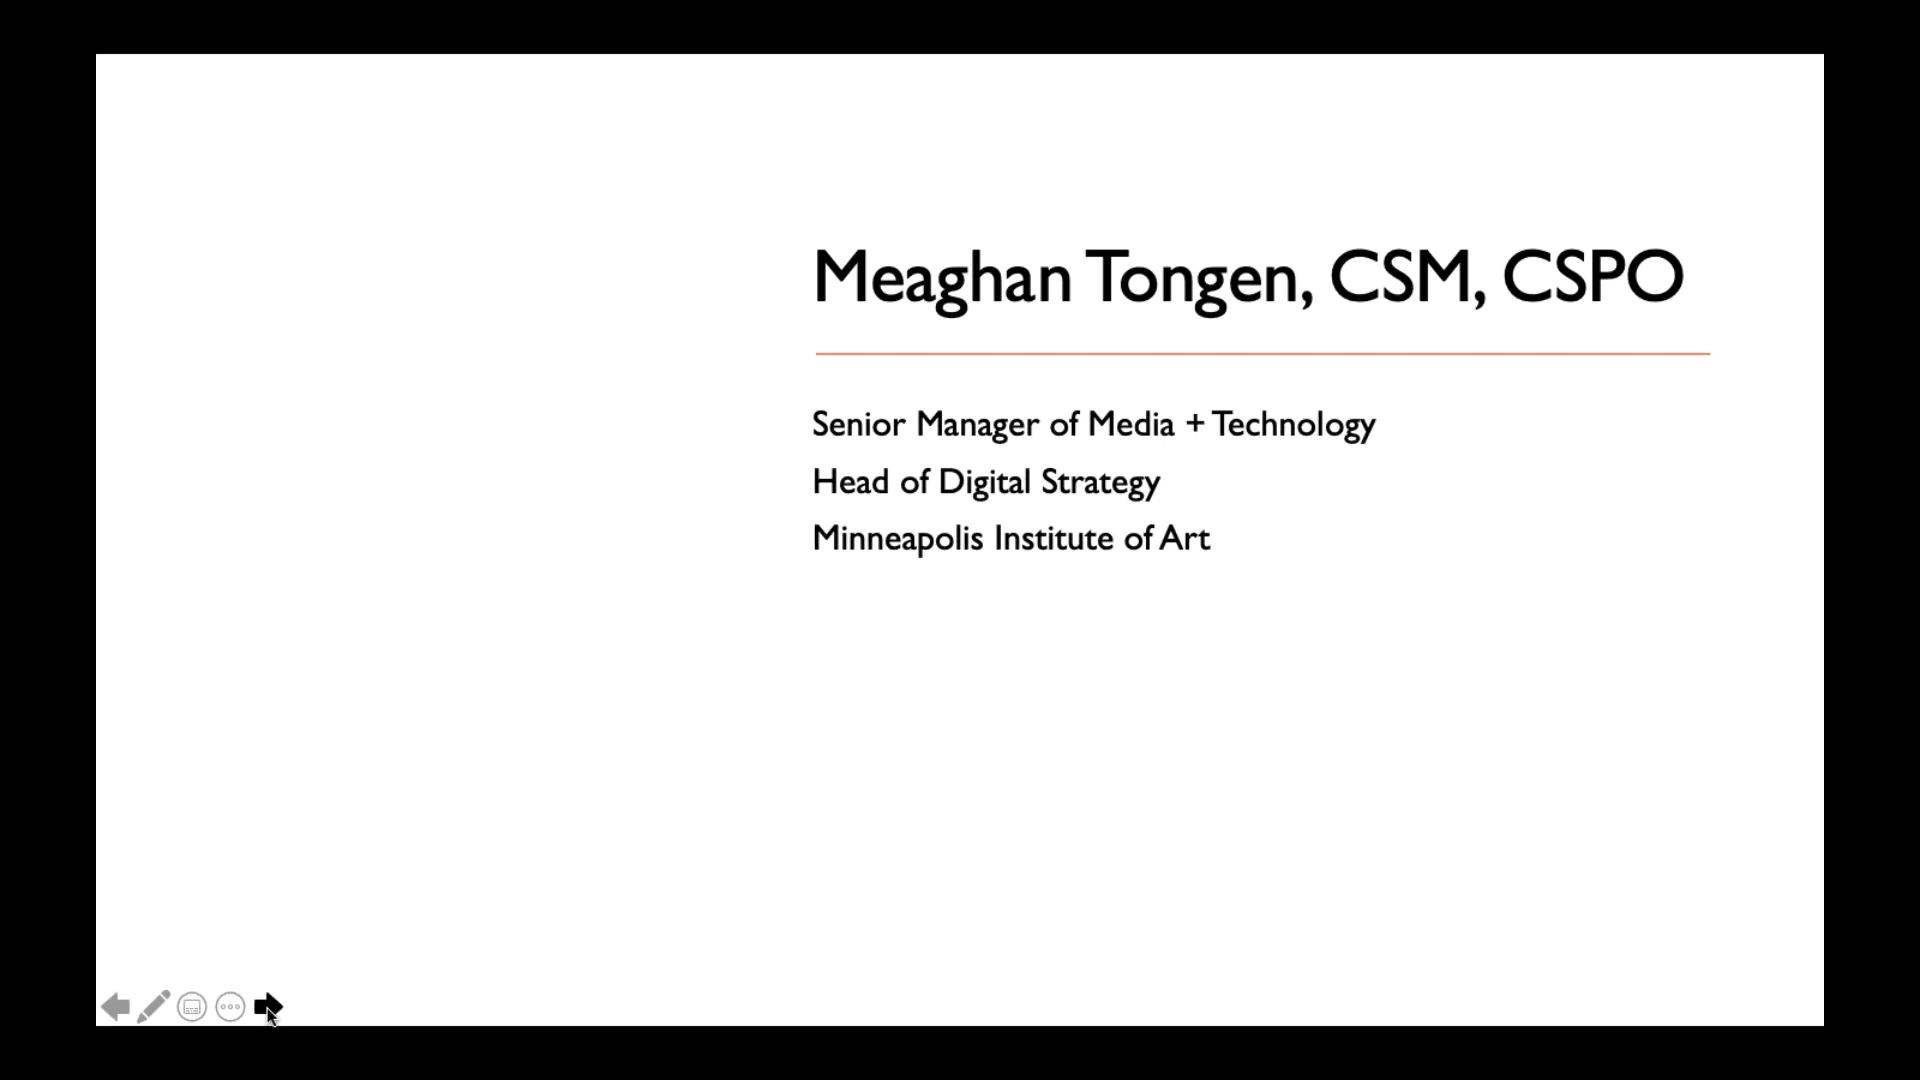 Meaghan Tongen, CSM, CSPO
Senior Manager of Media + Technology
Head of Digital Strategy
Minneapolis Institute of Art